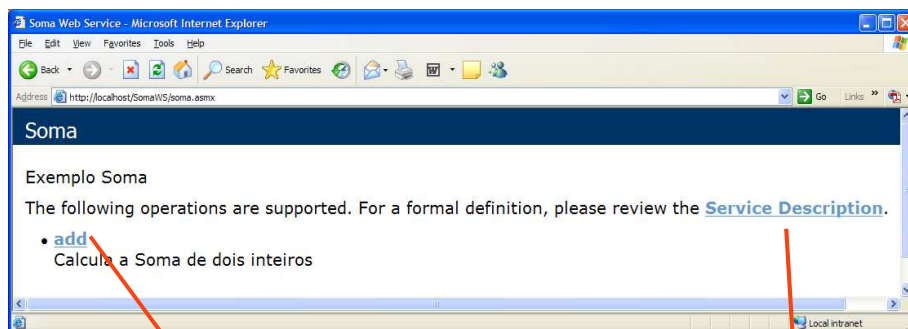 Soma Web Service - Microsoft Internet Explorer
File Edit View Favorites Tools Help
Back Search Favorites
Address http://localhost/SomaWS/soma.asmx Go Links »
Soma
Exemplo Soma
The following operations are supported. For a formal definition, please review the Service Description.
• add
Calcula a Soma de dois inteiros
Local intranet